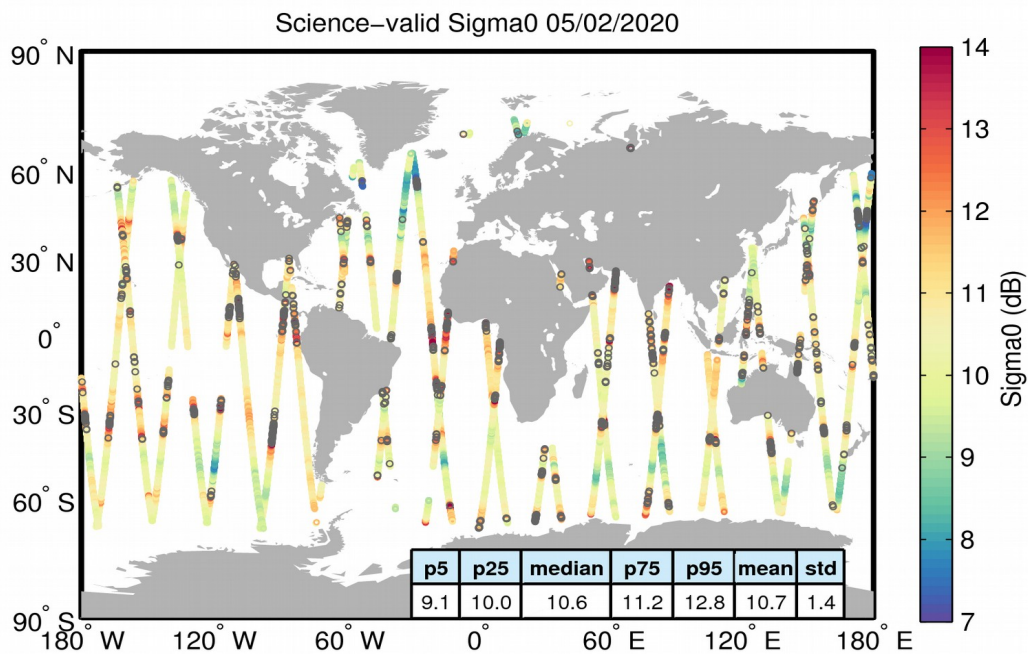 Science−valid Sigma0 05/02/2020
90° N
60° N
30° N
0°
30° S
60° S
90° S
180° W
120° W
60° W
0°
60° E
120° E
180° E
p5 p25 median p75 p95 mean std
9.1 10.0 10.6 11.2 12.8 10.7 1.4
14
13
12
11
10
9
8
7
Sigma0 (dB)